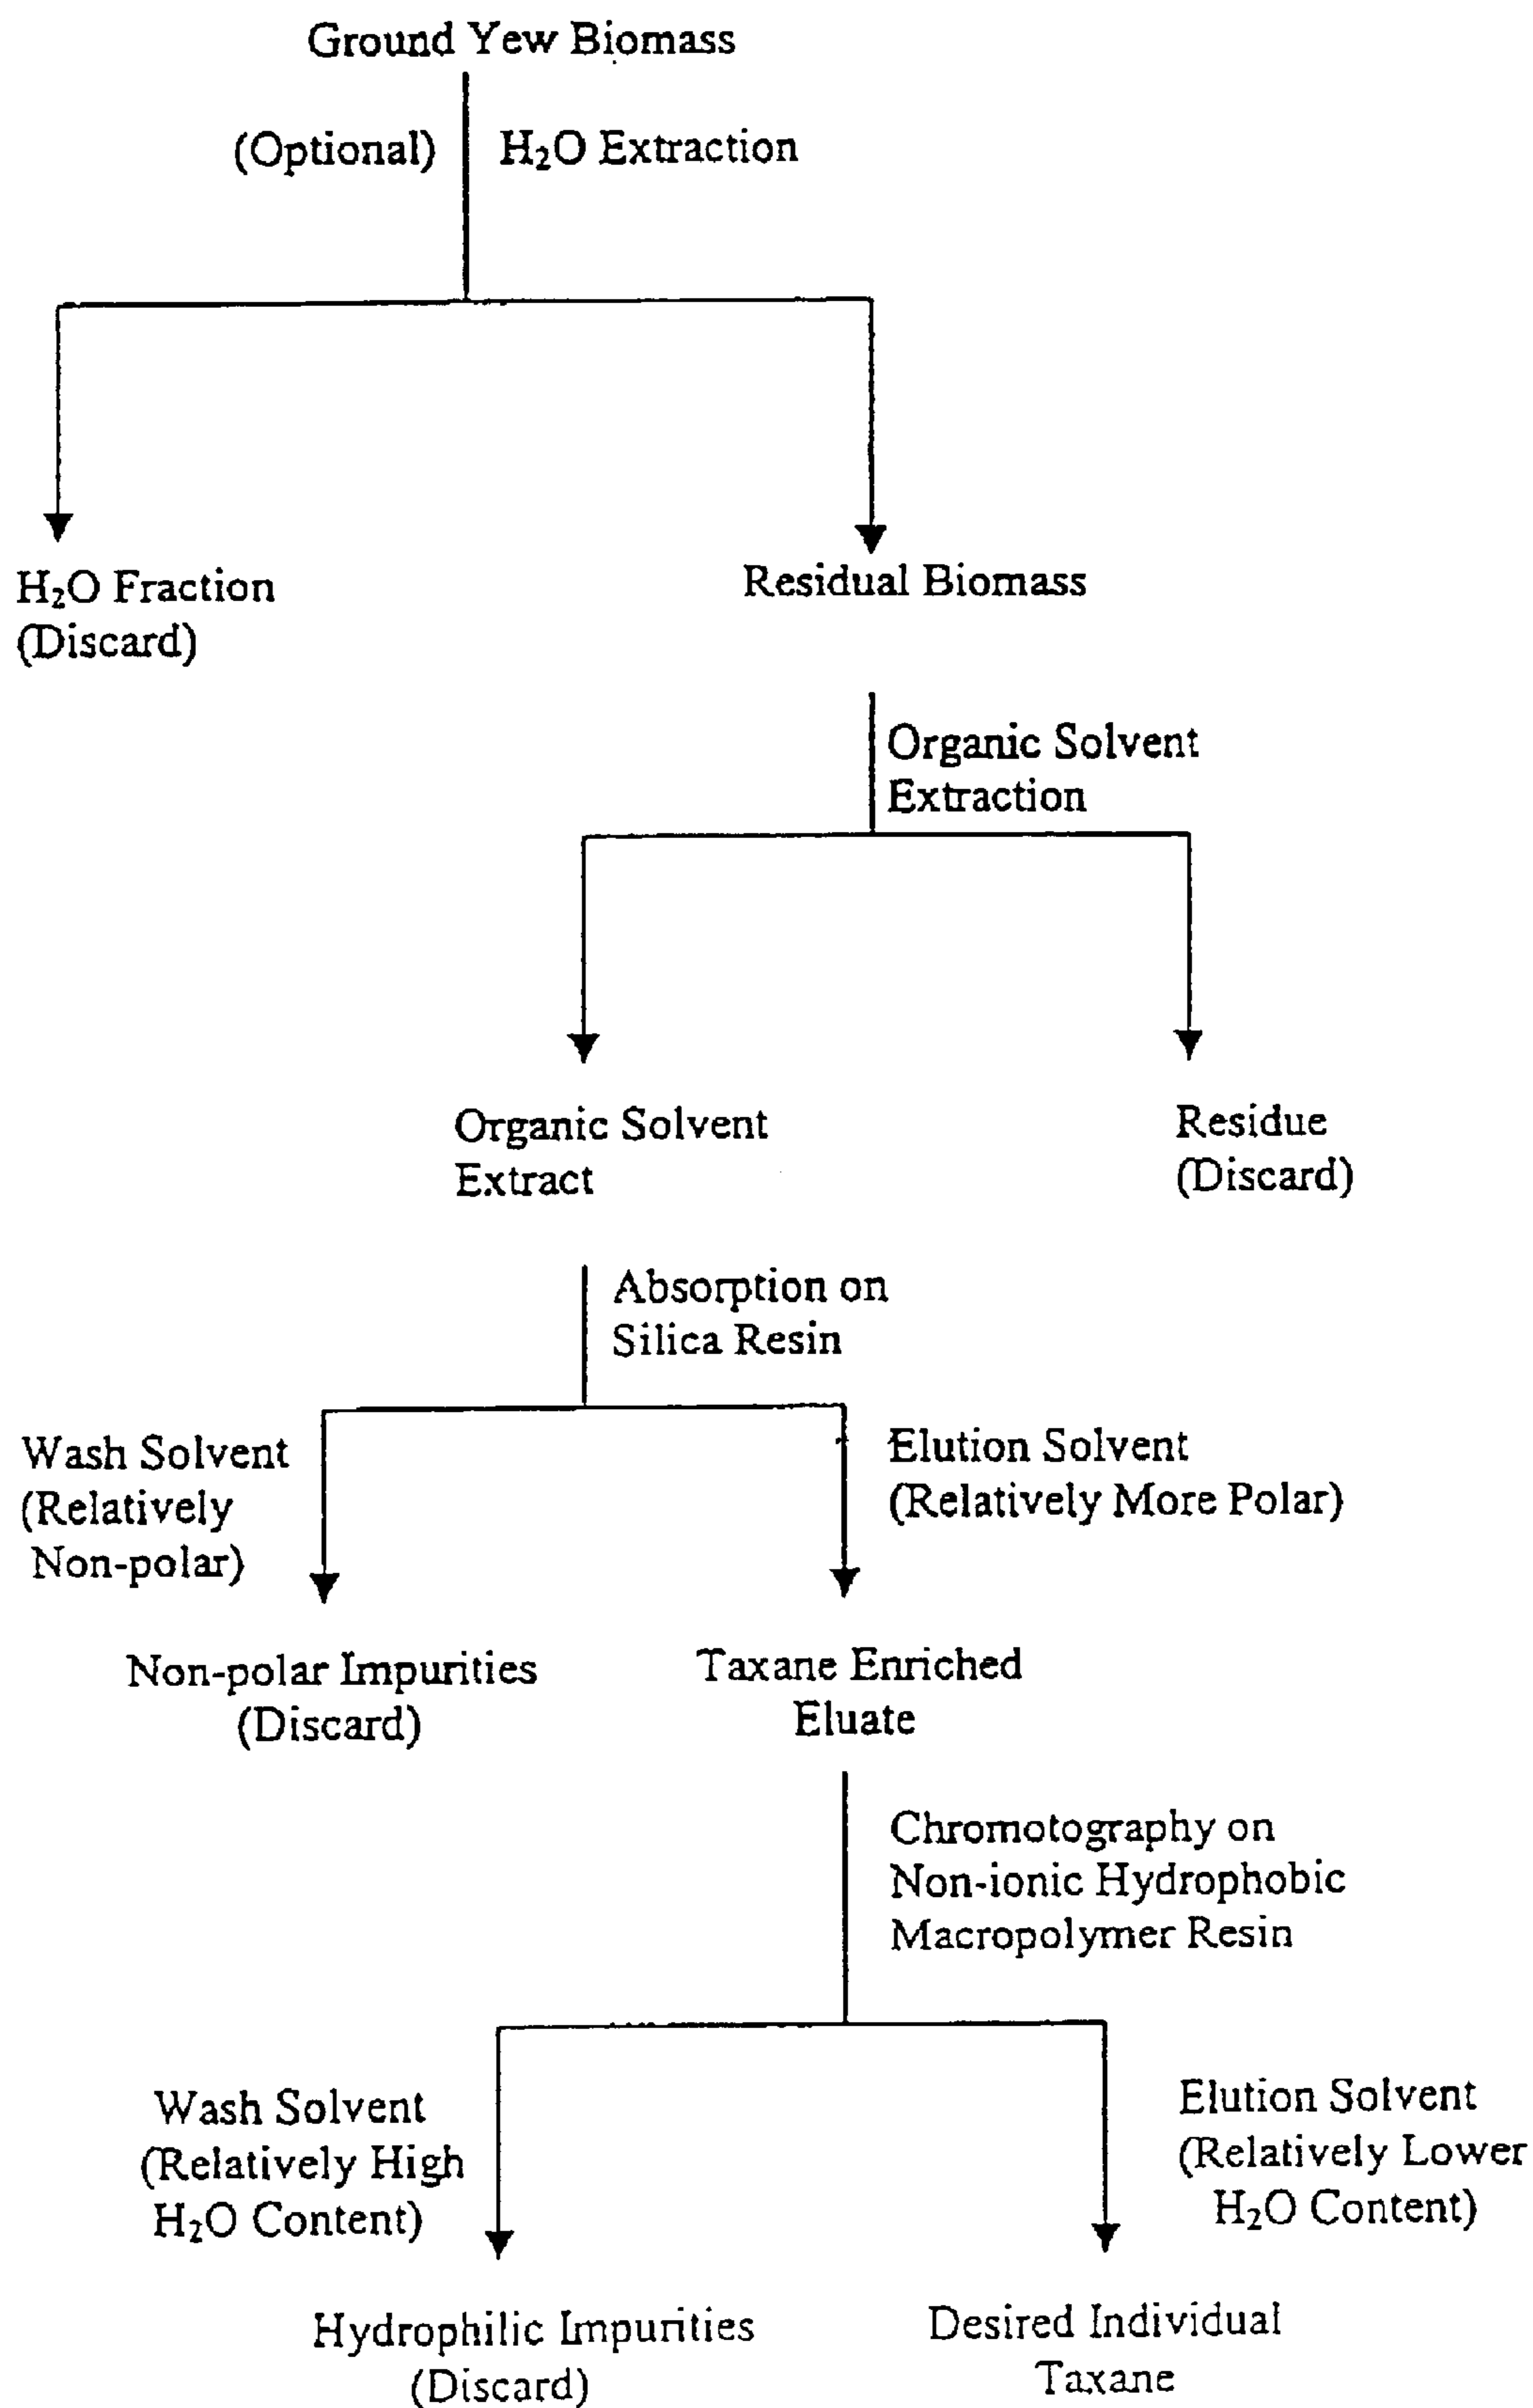 Ground Yew Biomass
(Optional)
H₂O Extraction
H₂O Fraction
(Discard)
Residual Biomass
Organic Solvent
Extraction
Organic Solvent
Extract
Residue
(Discard)
Absorption on
Silica Resin
Wash Solvent
(Relatively
Non-polar)
Elution Solvent
(Relatively More Polar)
Non-polar Impurities
(Discard)
Taxane Enriched
Eluate
Chromotography on
Non-ionic Hydrophobic
Macropolymer Resin
Wash Solvent
(Relatively High
H₂O Content)
Elution Solvent
(Relatively Lower
H₂O Content)
Hydrophilic Impurities
(Discard)
Desired Individual
Taxane